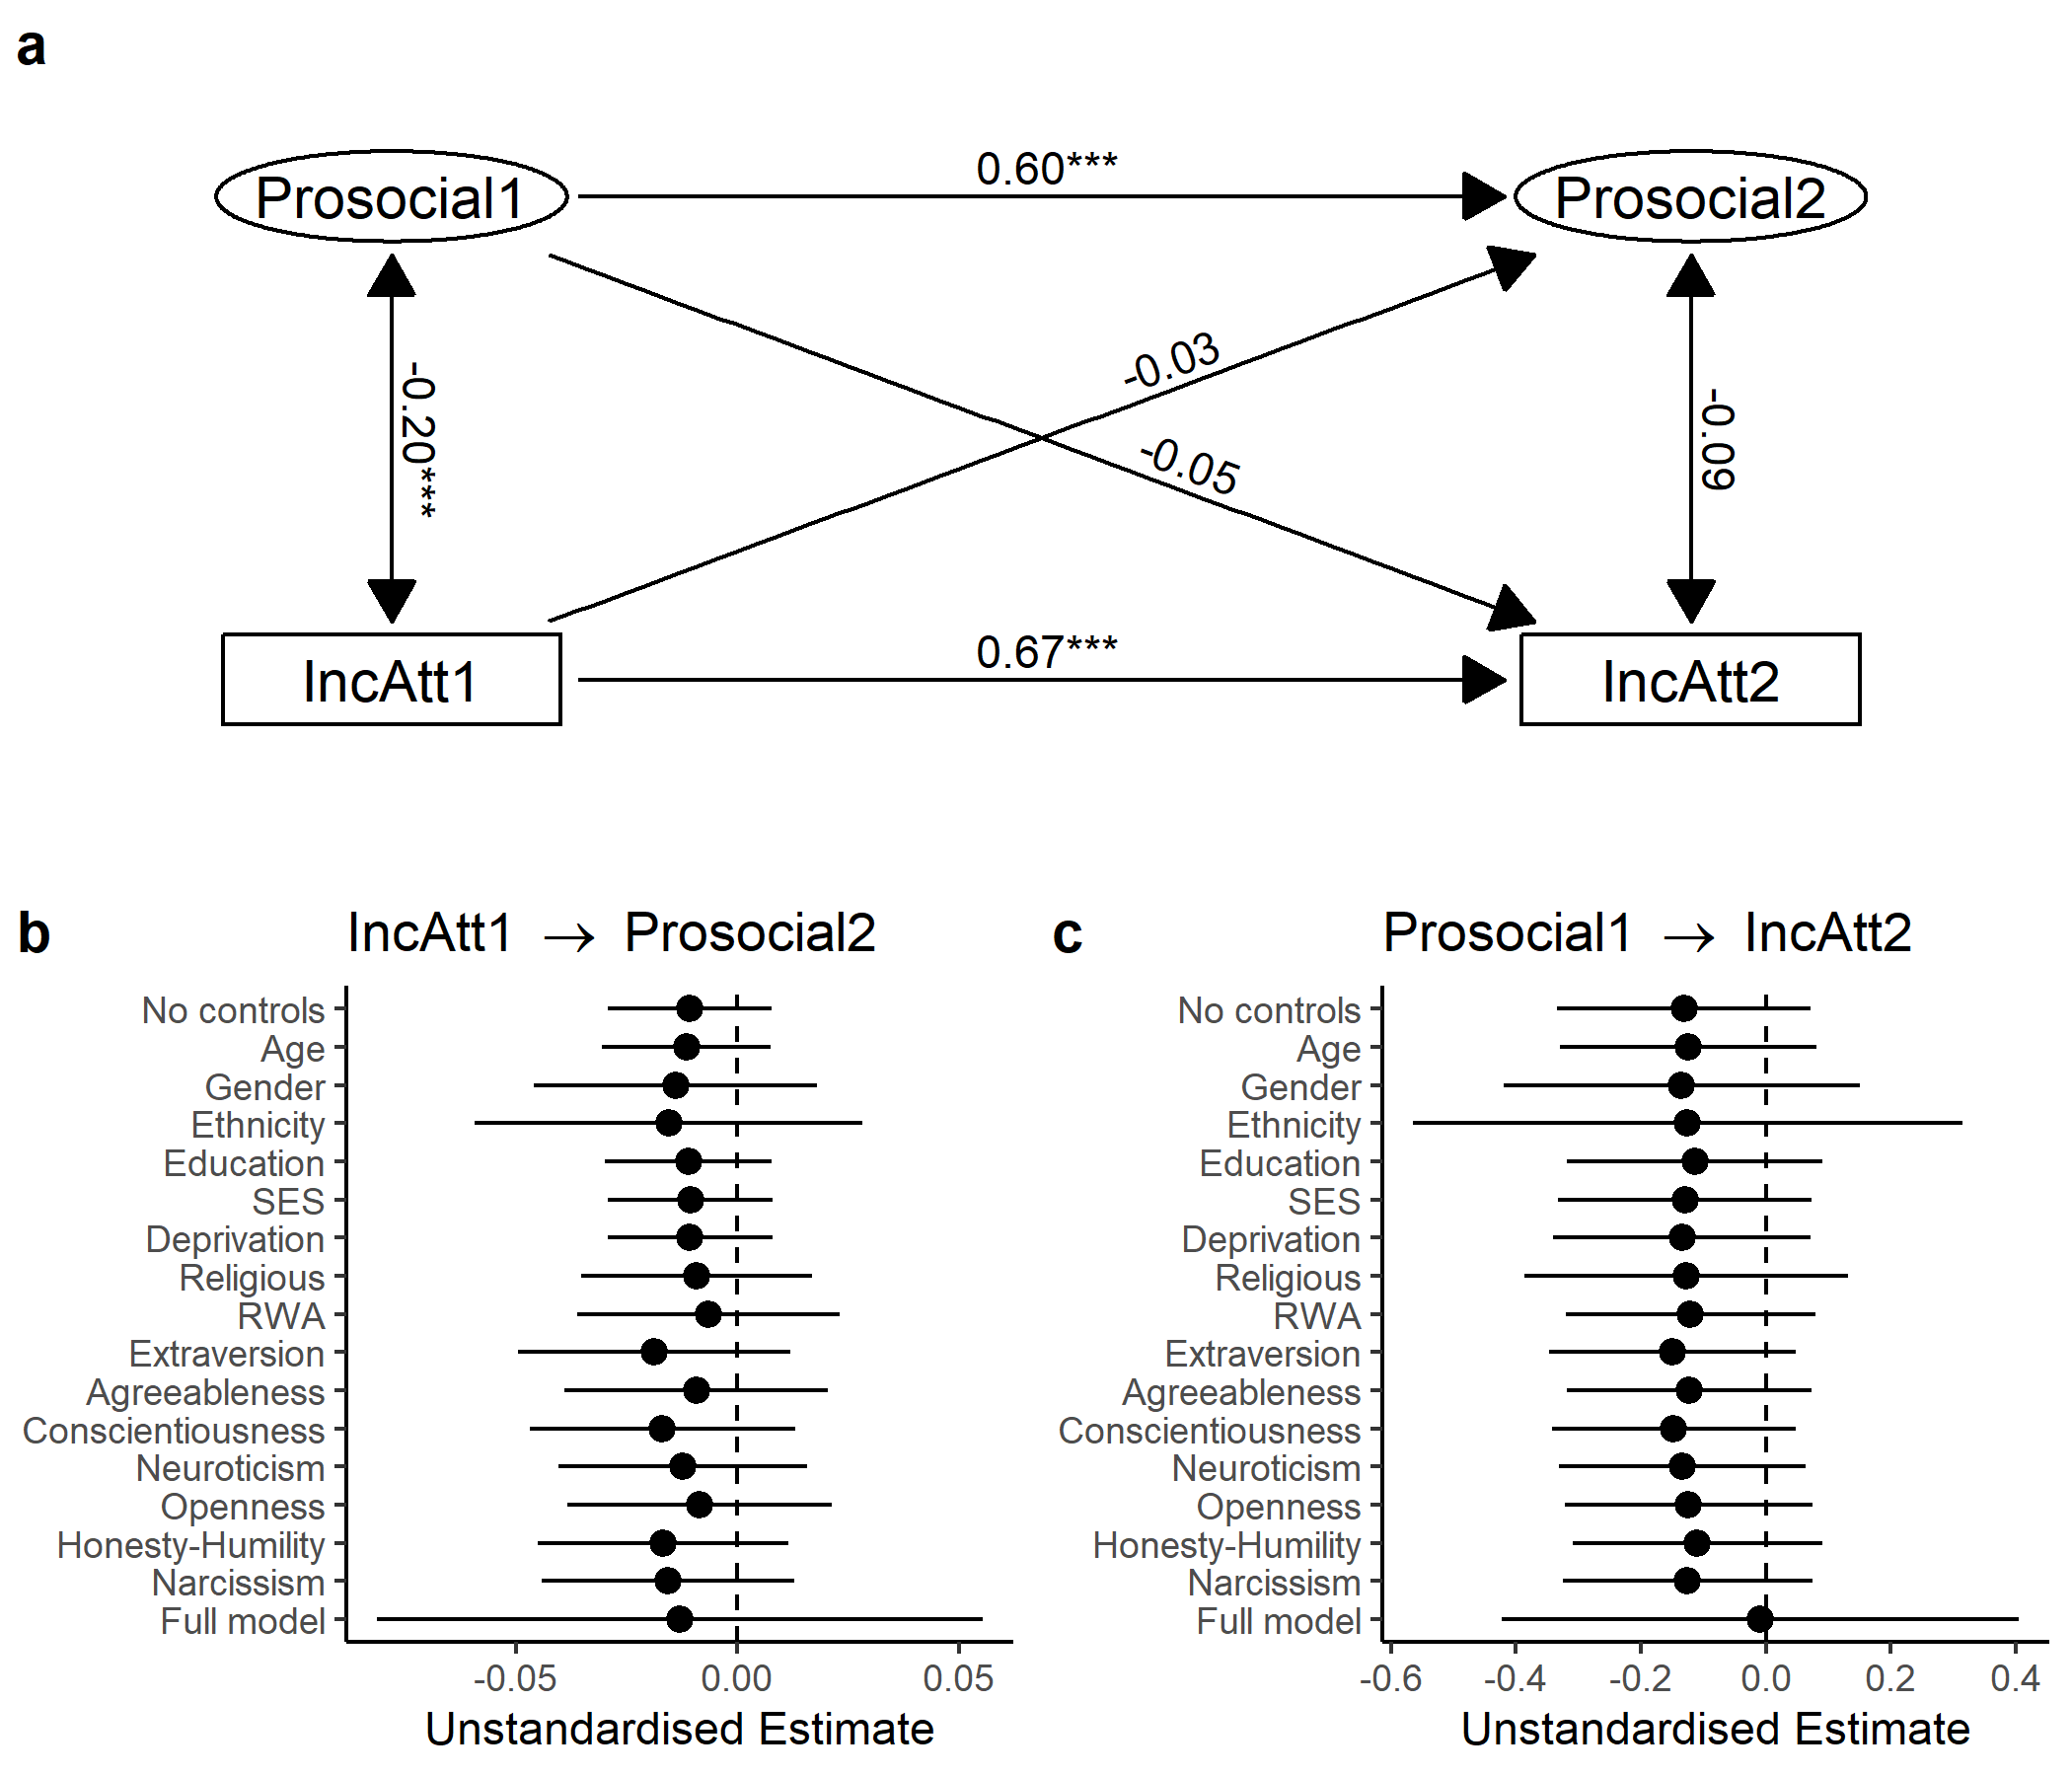 a
Prosocial1
0.60***
Prosocial2
-0.03
-0.20***
-0.05
-0.09
IncAtt1
0.67***
IncAtt2
b
IncAtt1 → Prosocial2
No controls
Age
Gender
Ethnicity
Education
SES
Deprivation
Religious
RWA
Extraversion
Agreeableness
Conscientiousness
Neuroticism
Openness
Honesty-Humility
Narcissism
Full model
-0.05 0.00 0.05
Unstandardised Estimate
c
Prosocial1 → IncAtt2
No controls
Age
Gender
Ethnicity
Education
SES
Deprivation
Religious
RWA
Extraversion
Agreeableness
Conscientiousness
Neuroticism
Openness
Honesty-Humility
Narcissism
Full model
-0.6 -0.4 -0.2 0.0 0.2 0.4
Unstandardised Estimate